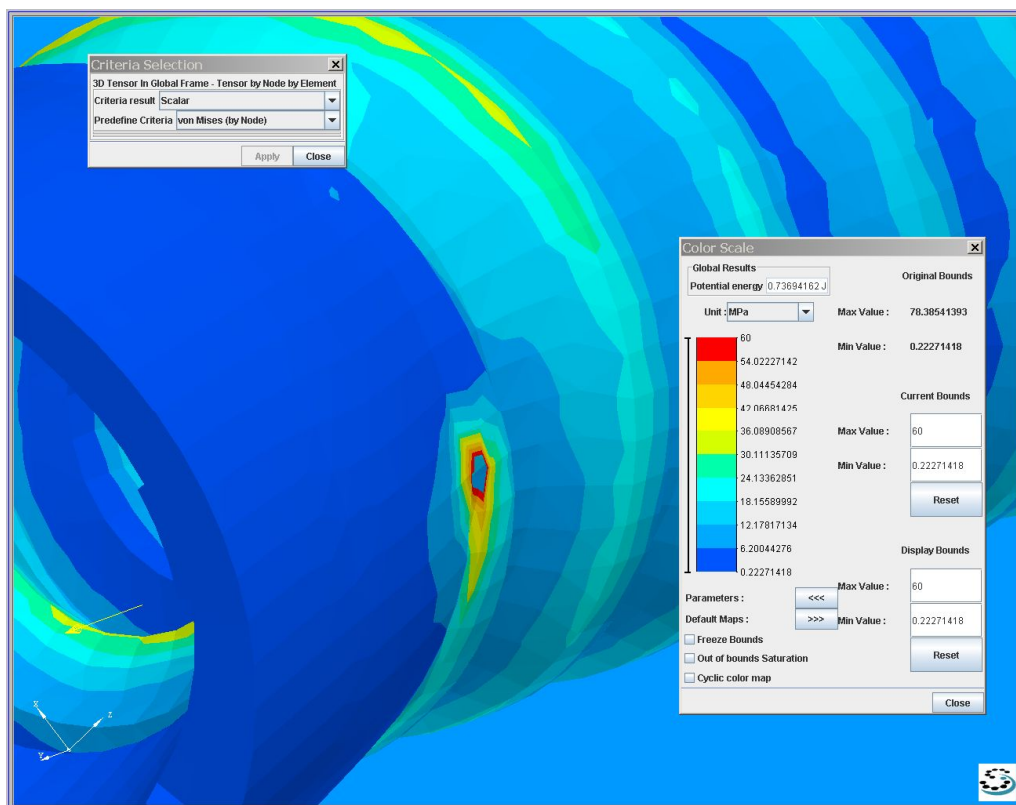 Criteria Selection
3D Tensor In Global Frame - Tensor by Node by Element
Criteria result Scalar
Predefine Criteria von Mises (by Node)
Apply Close
Color Scale
Global Results
Potential energy 0.73694162 J
Original Bounds
Unit : MPa
Max Value : 78.38541393
Min Value : 0.22271418
60
54.02227142
48.04454284
42.06681425
36.08908567
30.11135709
24.13362851
18.15589992
12.17817134
6.20044276
0.22271418
Current Bounds
Max Value : 60
Min Value : 0.22271418
Reset
Display Bounds
Max Value : 60
Min Value : 0.22271418
Reset
Parameters : <<<
Default Maps : >>>
Freeze Bounds
Out of bounds Saturation
Cyclic color map
Close
X
Z
Y